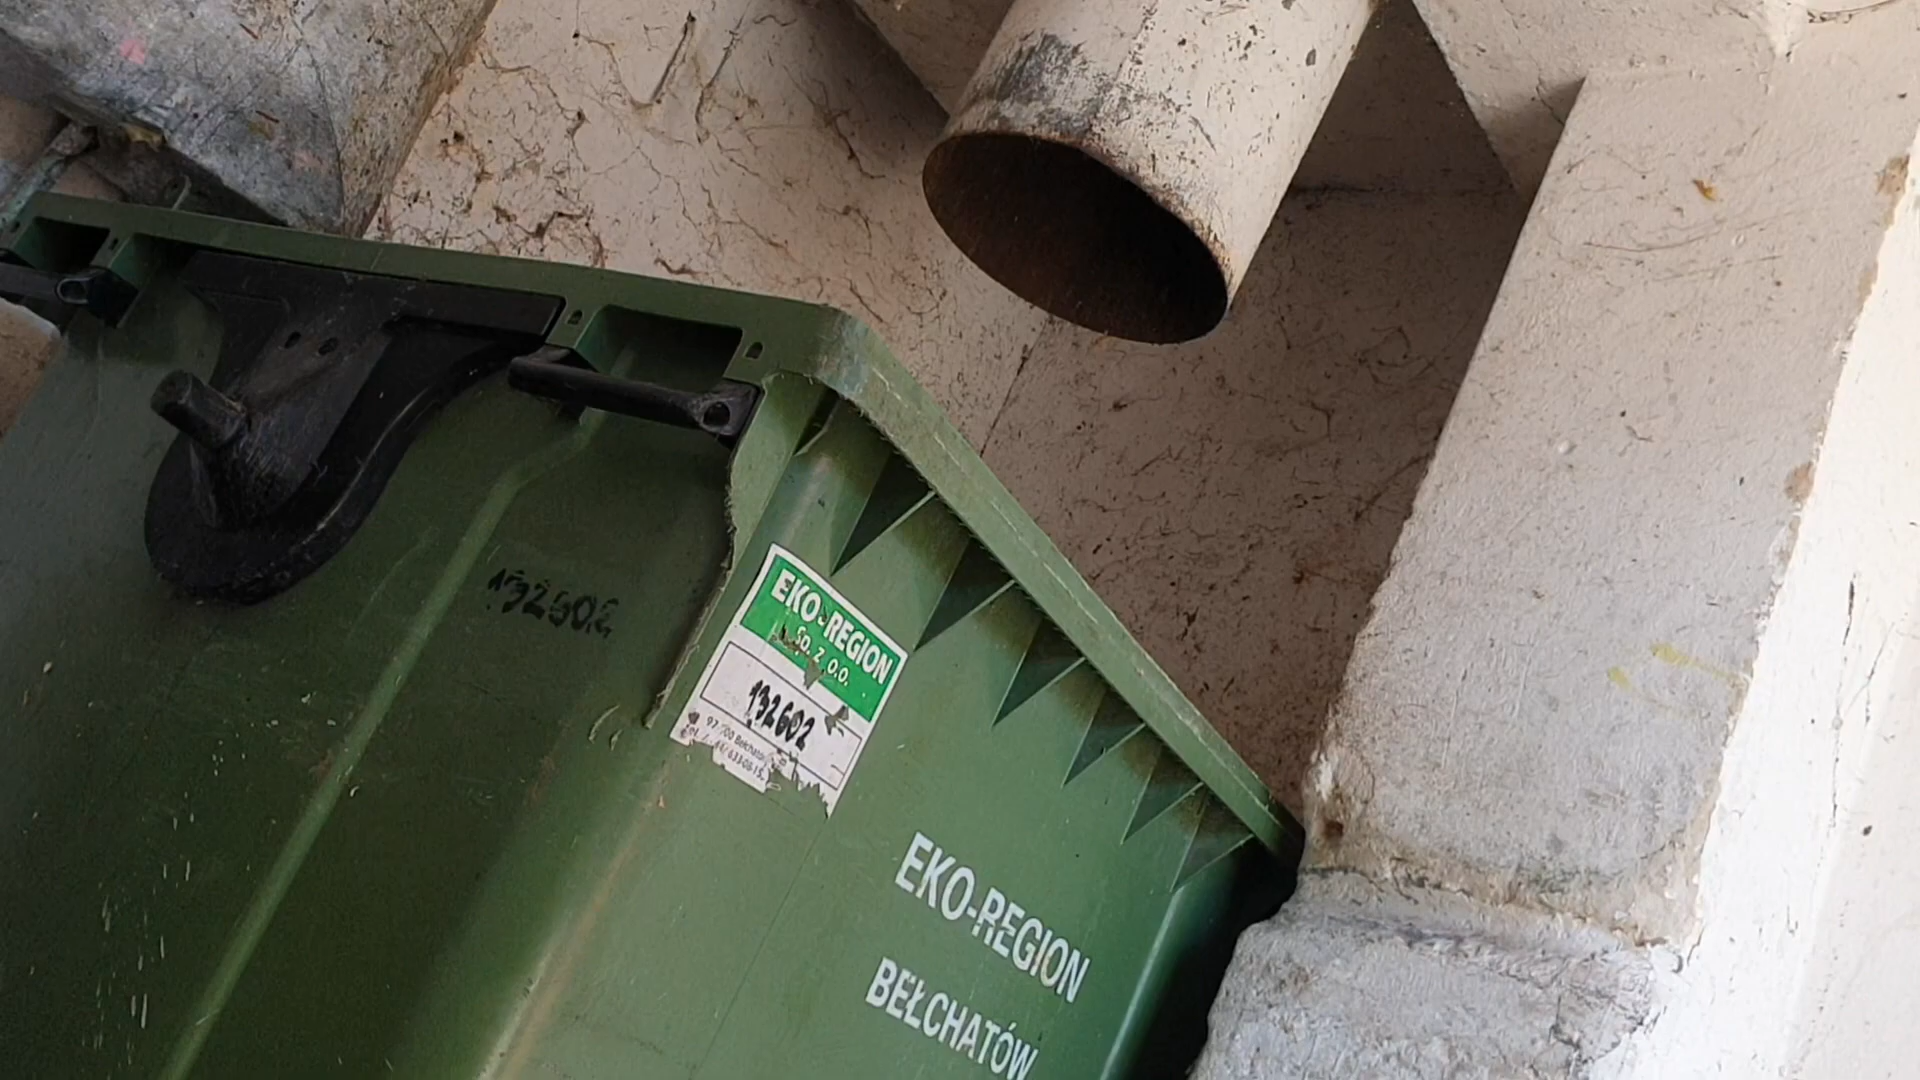 132602
EKO-REGION
Sp. z o.o.
132602
EKO-REGION
BEŁCHATÓW